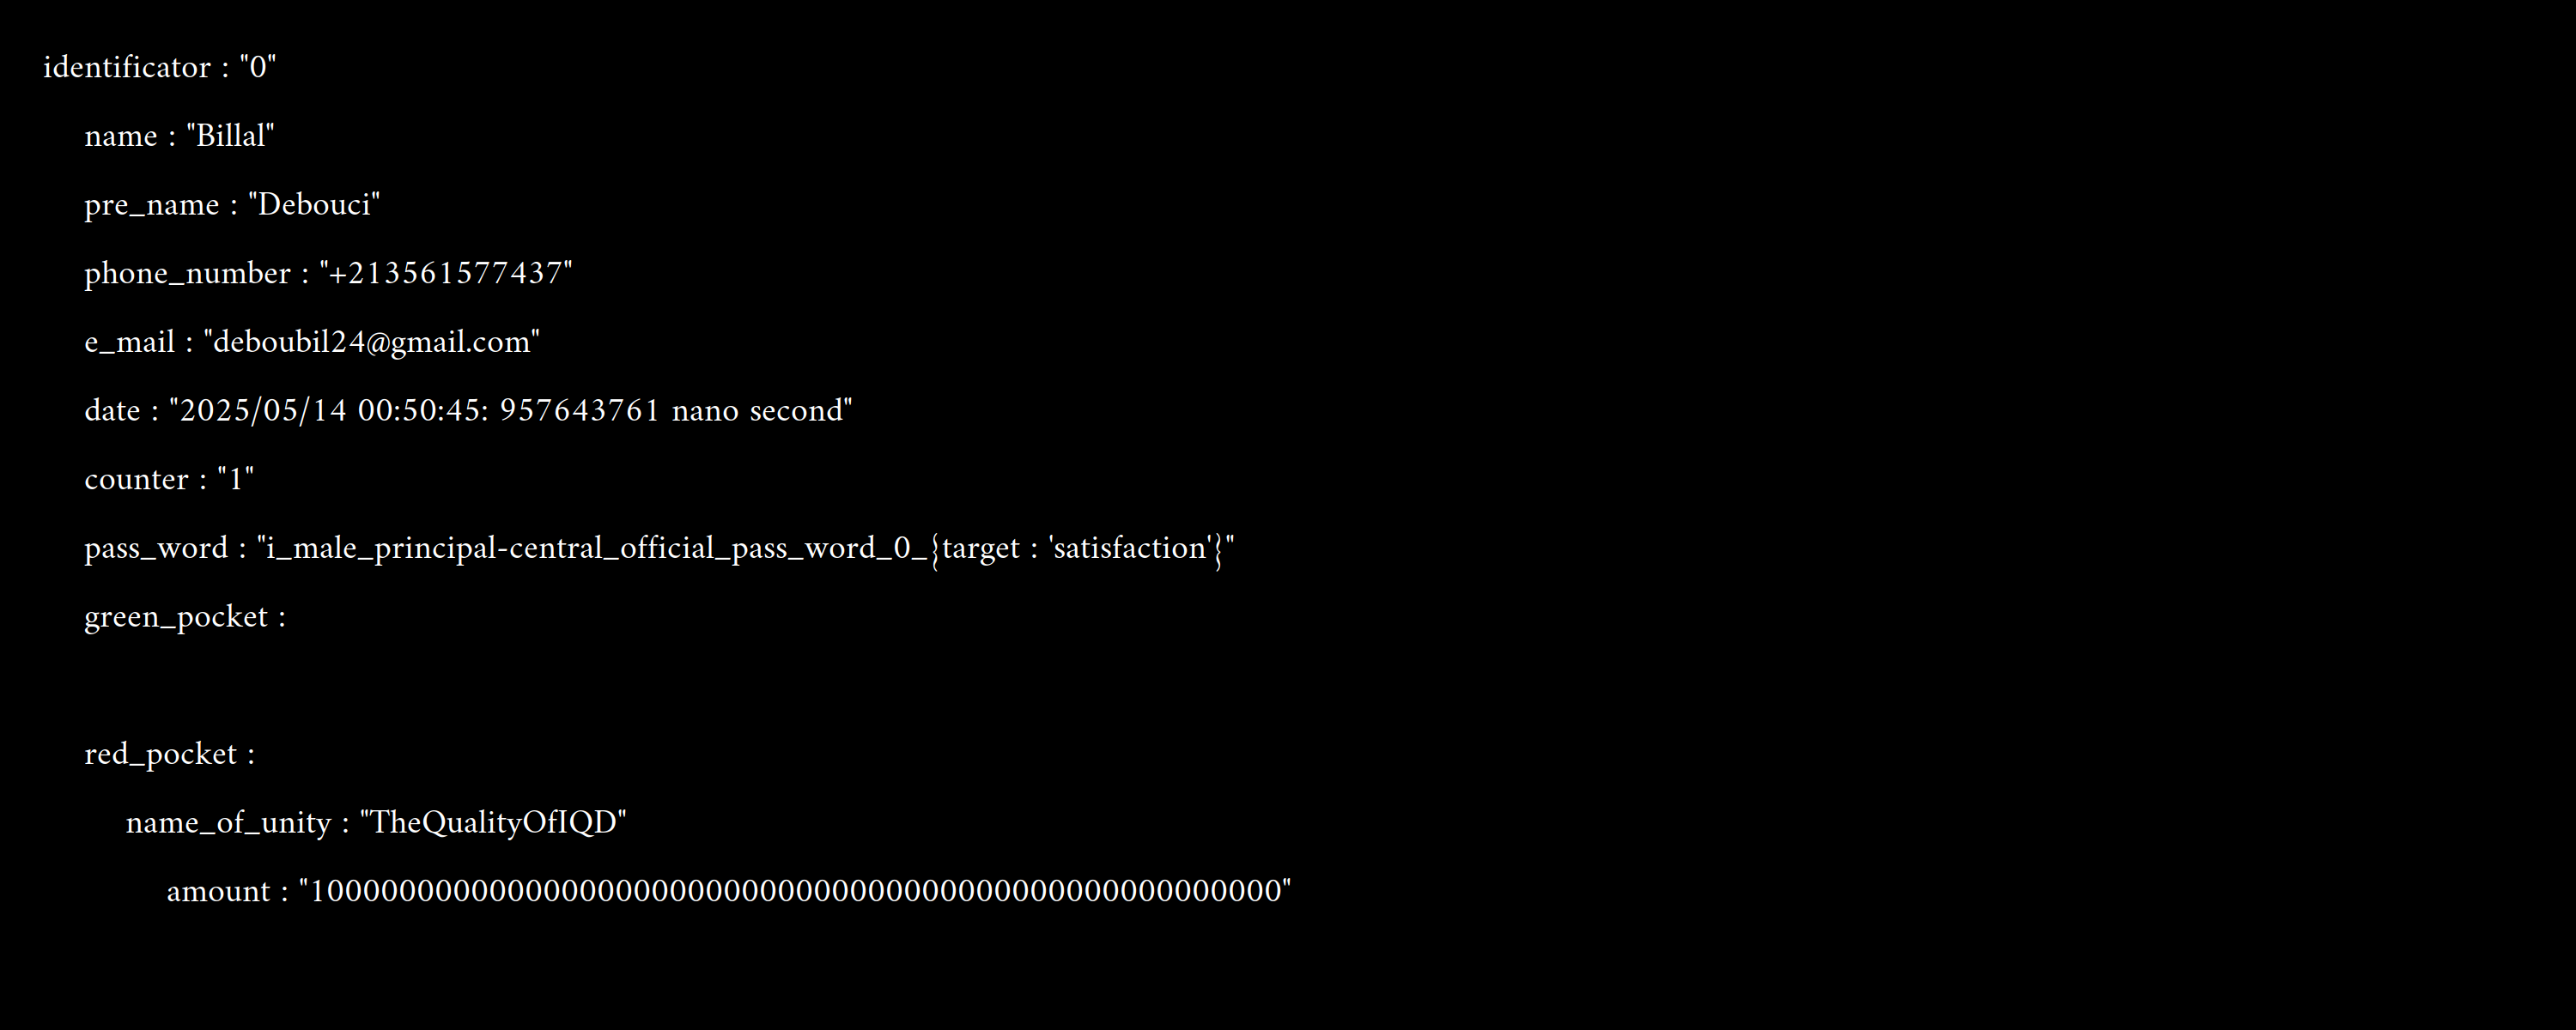 identificator : "0"
name : "Billal"
pre_name : "Debouci"
phone_number : "+213561577437"
e_mail : "deboubil24@gmail.com"
date : "2025/05/14 00:50:45: 957643761 nano second"
counter : "1"
pass_word : "i_male_principal-central_official_pass_word_0_{target : 'satisfaction'}"
green_pocket :
red_pocket :
name_of_unity : "TheQualityOfIQD"
amount : "100000000000000000000000000000000000000000000000000000"